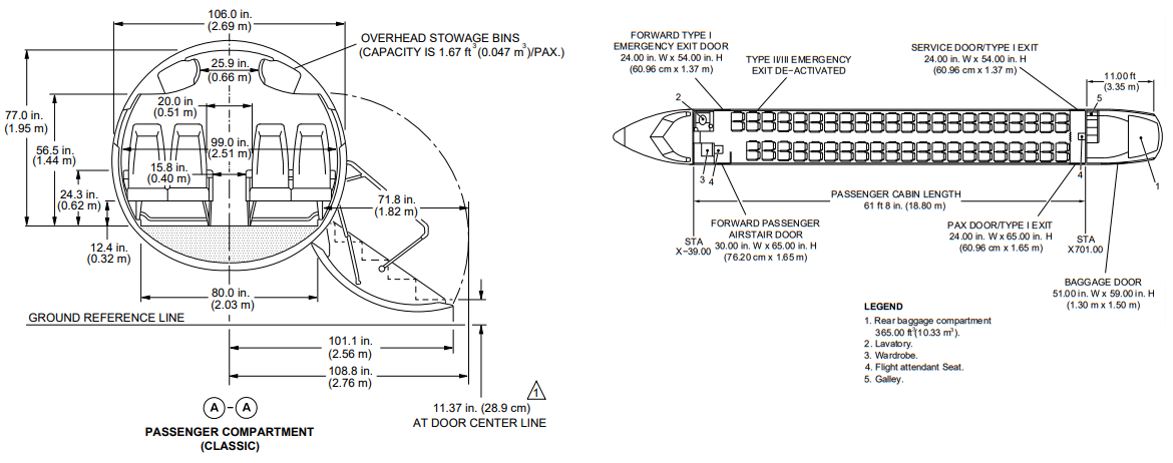 106.0 in.
(2.69 m)
OVERHEAD STOWAGE BINS
(CAPACITY IS 1.67 ft³ (0.047 m³)/PAX.)
25.9 in.
(0.66 m)
20.0 in
(0.51 m)
77.0 in
(1.95 m)
56.5 in.
(1.44 m)
99.0 in.
(2.51 m)
15.8 in.
(0.40 m)
24.3 in.
(0.62 m)
71.8 in.
(1.82 m)
12.4 in.
(0.32 m)
80.0 in.
(2.03 m)
GROUND REFERENCE LINE
101.1 in.
(2.56 m)
108.8 in.
(2.76 m)
1
11.37 in. (28.9 cm)
AT DOOR CENTER LINE
A – A
PASSENGER COMPARTMENT
(CLASSIC)
FORWARD TYPE I
EMERGENCY EXIT DOOR
24.00 in. W x 54.00 in. H
(60.96 cm x 1.37 m)
TYPE II/III EMERGENCY
EXIT DE-ACTIVATED
SERVICE DOOR/TYPE I EXIT
24.00 in. W x 54.00 in. H
(60.96 cm x 1.37 m)
11.00 ft
(3.35 m)
2
5
3
4
4
1
PASSENGER CABIN LENGTH
61 ft 8 in. (18.80 m)
STA
X-39.00
FORWARD PASSENGER
AIRSTAIR DOOR
30.00 in. W x 65.00 in. H
(76.20 cm x 1.65 m)
PAX DOOR/TYPE I EXIT
24.00 in. W x 65.00 in. H
(60.96 cm x 1.65 m)
STA
X701.00
BAGGAGE DOOR
51.00 in. W x 59.00 in. H
(1.30 m x 1.50 m)
LEGEND
1. Rear baggage compartment
365.00 ft³(10.33 m³).
2. Lavatory.
3. Wardrobe.
4. Flight attendant Seat.
5. Galley.